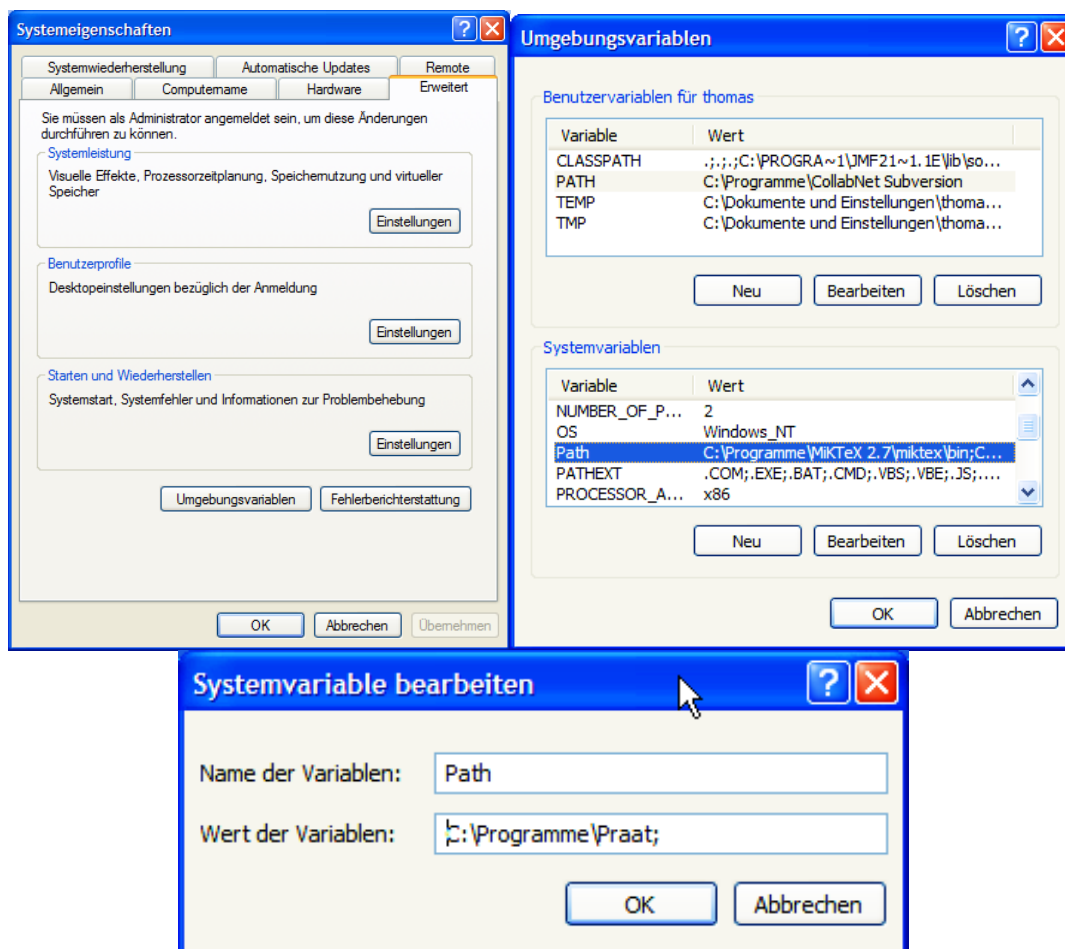 Systemeigenschaften
Systemwiederherstellung Automatische Updates Remote
Allgemein Computername Hardware Erweitert
Sie müssen als Administrator angemeldet sein, um diese Änderungen
durchführen zu können.
Systemleistung
Visuelle Effekte, Prozessorzeitplanung, Speichernutzung und virtueller
Speicher
Einstellungen
Benutzerprofile
Desktopeinstellungen bezüglich der Anmeldung
Einstellungen
Starten und Wiederherstellen
Systemstart, Systemfehler und Informationen zur Problembehebung
Einstellungen
Umgebungsvariablen Fehlerberichterstattung
OK Abbrechen Übernehmen
Umgebungsvariablen
Benutzervariablen für thomas
Variable Wert
CLASSPATH .;.;.;C:\PROGRA~1\JMF21~1.1E\lib\so...
PATH C:\Programme\CollabNet Subversion
TEMP C:\Dokumente und Einstellungen\thoma...
TMP C:\Dokumente und Einstellungen\thoma...
Neu Bearbeiten Löschen
Systemvariablen
Variable Wert
NUMBER_OF_P... 2
OS Windows_NT
Path C:\Programme\MiKTeX 2.7\miktex\bin;C...
PATHEXT .COM;.EXE;.BAT;.CMD;.VBS;.VBE;.JS;....
PROCESSOR_A... x86
Neu Bearbeiten Löschen
OK Abbrechen
Systemvariable bearbeiten
Name der Variablen: Path
Wert der Variablen: C:\Programme\Praat;
OK Abbrechen